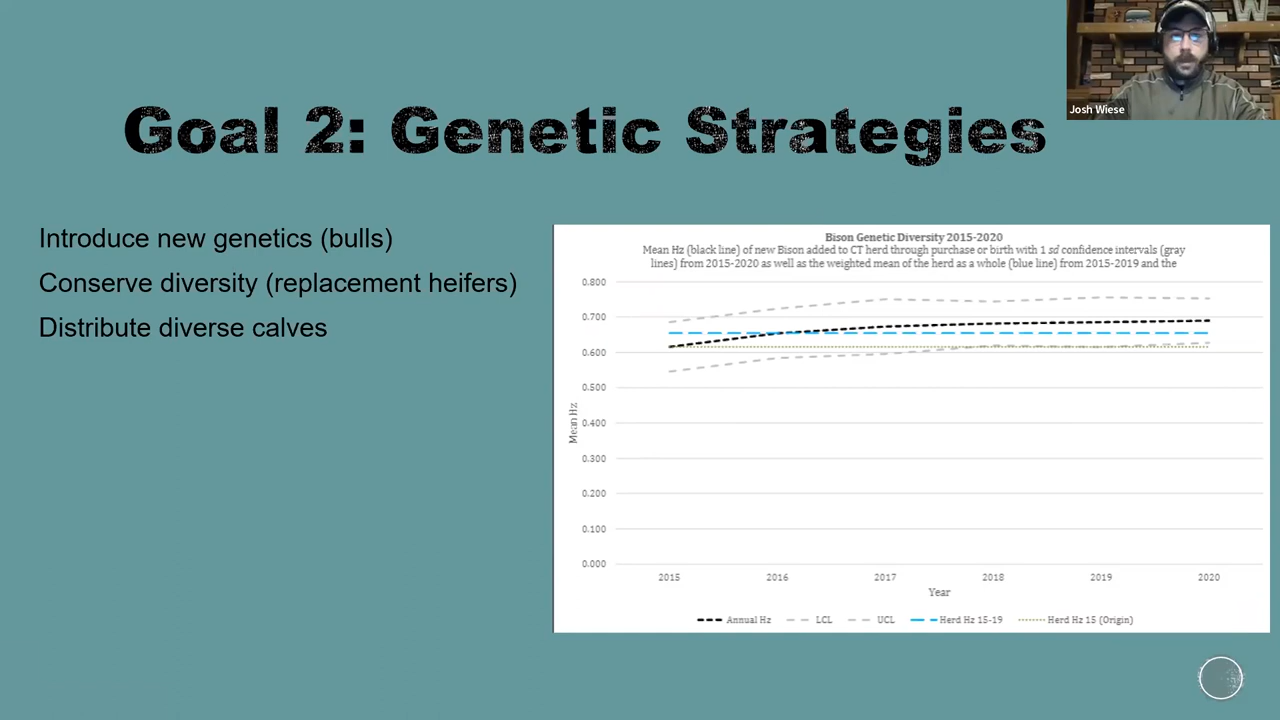 Josh Wiese
Goal 2: Genetic Strategies
Introduce new genetics (bulls)
Conserve diversity (replacement heifers)
Distribute diverse calves
Bison Genetic Diversity 2015-2020
Mean Hz (black line) of new Bison added to CT herd through purchase or birth with 1 sd confidence intervals (gray
lines) from 2015-2020 as well as the weighted mean of the herd as a whole (blue line) from 2015-2019 and the
0.800
0.700
0.600
0.500
0.400
0.300
0.200
0.100
0.000
Mean Hz
2015 2016 2017 2018 2019 2020
Year
Annual Hz LCL UCL Herd Hz 15-19 Herd Hz 15 (Origin)
W